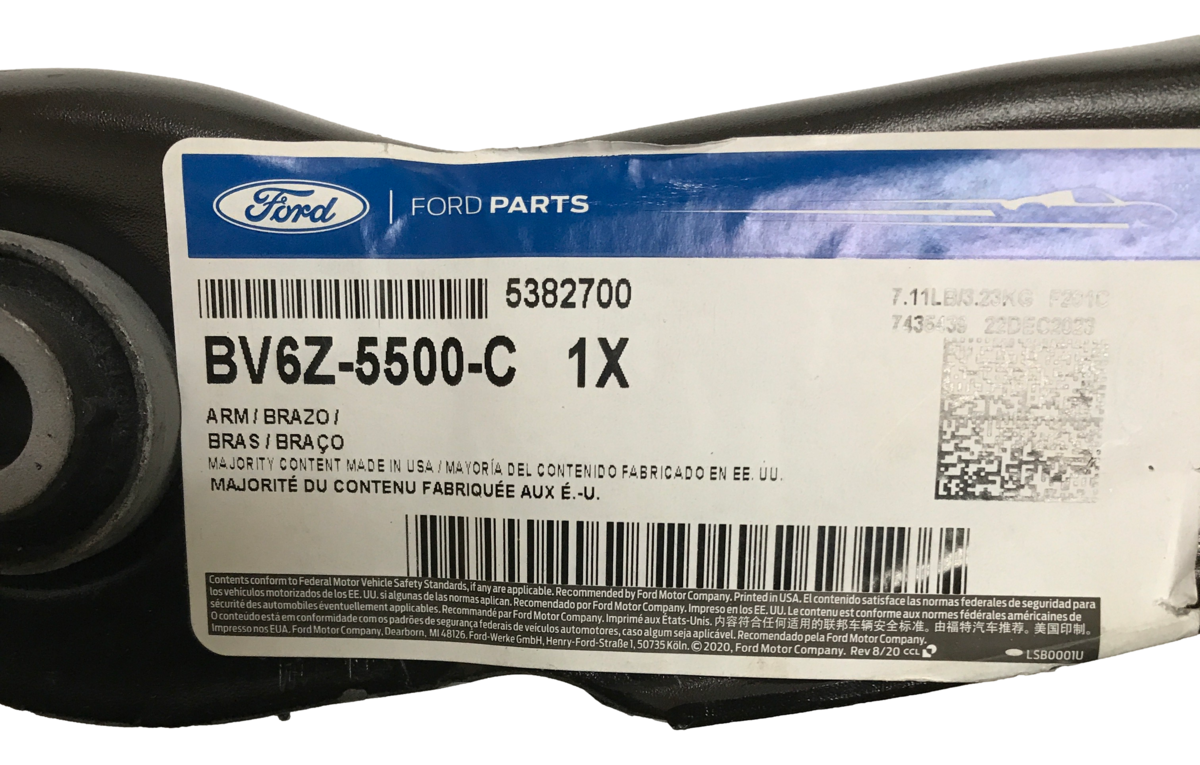 Ford | FORD PARTS
5382700
7.11LB/3.23KG F201C
22DEC2023
BV6Z-5500-C 1X
ARM / BRAZO /
BRAS / BRAÇO
MAJORITY CONTENT MADE IN USA / MAYORÍA DEL CONTENIDO FABRICADO EN EE. UU.
MAJORITÉ DU CONTENU FABRIQUÉE AUX É.-U.
Contents conform to Federal Motor Vehicle Safety Standards, if any are applicable. Recommended by Ford Motor Company. Printed in USA. El contenido satisface las normas federales de seguridad para
los vehículos motorizados de los EE. UU. si algunas de las normas aplican. Recomendado por Ford Motor Company. Impreso en los EE. UU. Le contenu est conforme aux normes fédérales américaines de
sécurité des automobiles éventuellement applicables. Recommandé par Ford Motor Company. Imprimé aux États-Unis. 内容符合任何适用的联邦车辆安全标准。由福特汽车推荐。美国印制。
O conteúdo está em conformidade com os padrões de segurança federais de veículos automotores, caso algum seja aplicável. Recomendado pela Ford Motor Company.
Impresso nos EUA. Ford Motor Company, Dearborn, MI 48126. Ford-Werke GmbH, Henry-Ford-Straße 1, 50735 Köln. © 2020, Ford Motor Company. Rev 8/20 CCL
LSB0001U